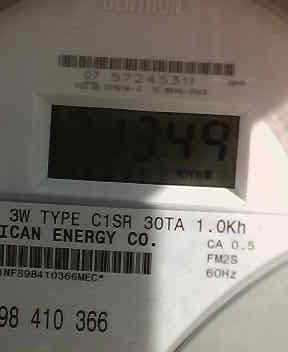 07 57245311
1349
3W TYPE C1SR 30TA 1.0Kh
ICAN ENERGY CO.
CA 0.5
FM2S
60Hz
NFS98410366MEC*
98 410 366